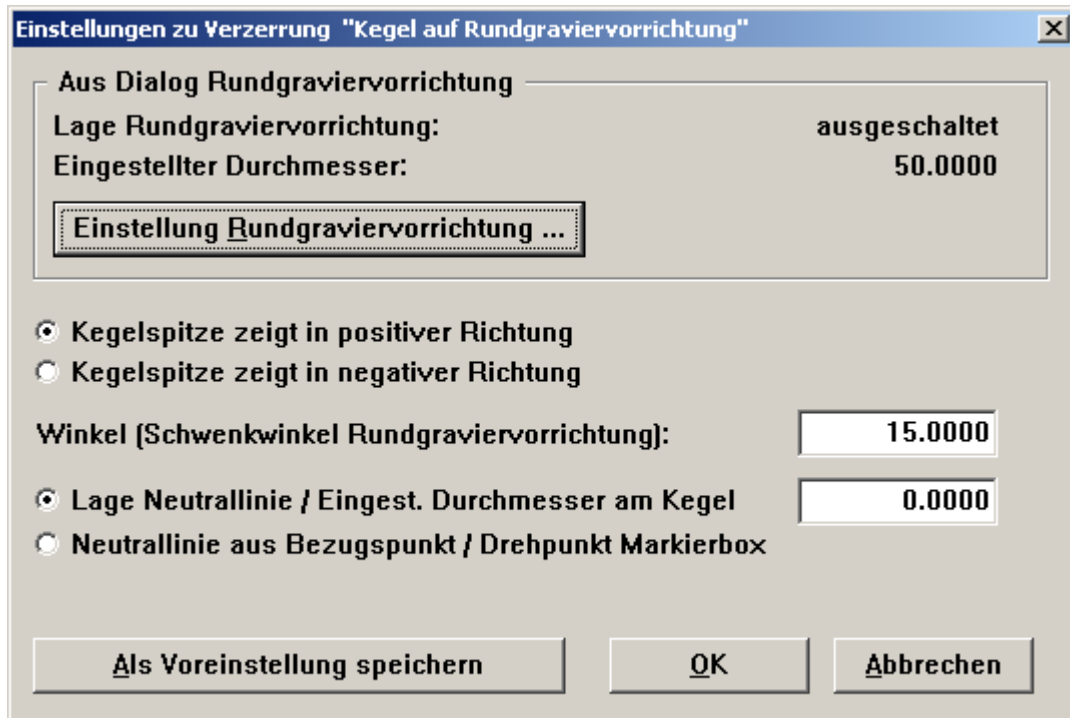 Einstellungen zu Verzerrung "Kegel auf Rundgraviervorrichtung"
Aus Dialog Rundgraviervorrichtung
Lage Rundgraviervorrichtung: ausgeschaltet
Eingestellter Durchmesser: 50.0000
Einstellung Rundgraviervorrichtung ...
Kegelspitze zeigt in positiver Richtung
Kegelspitze zeigt in negativer Richtung
Winkel (Schwenkwinkel Rundgraviervorrichtung): 15.0000
Lage Neutrallinie / Eingest. Durchmesser am Kegel 0.0000
Neutrallinie aus Bezugspunkt / Drehpunkt Markierbox
Als Voreinstellung speichern OK Abbrechen